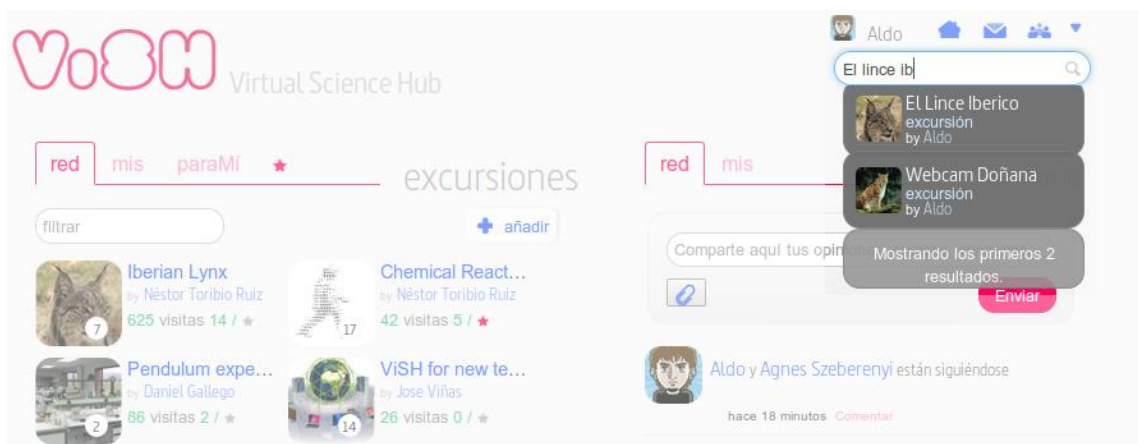 ViSH Virtual Science Hub
Aldo
El lince ib
El Lince Iberico
excursión
by Aldo
Webcam Doñana
excursión
by Aldo
Mostrando los primeros 2
resultados.
red mis paraMí
excursiones
filtrar
añadir
Iberian Lynx
by Néstor Toribio Ruiz
625 visitas 14 /
7
Chemical React...
by Néstor Toribio Ruiz
42 visitas 5 /
17
Pendulum expe...
by Daniel Gallego
86 visitas 2 /
2
ViSH for new te...
by Jose Viñas
26 visitas 0 /
14
red mis
Comparte aquí tus
Enviar
Aldo y Agnes Szeberenyi están siguiéndose
hace 18 minutos Comentar